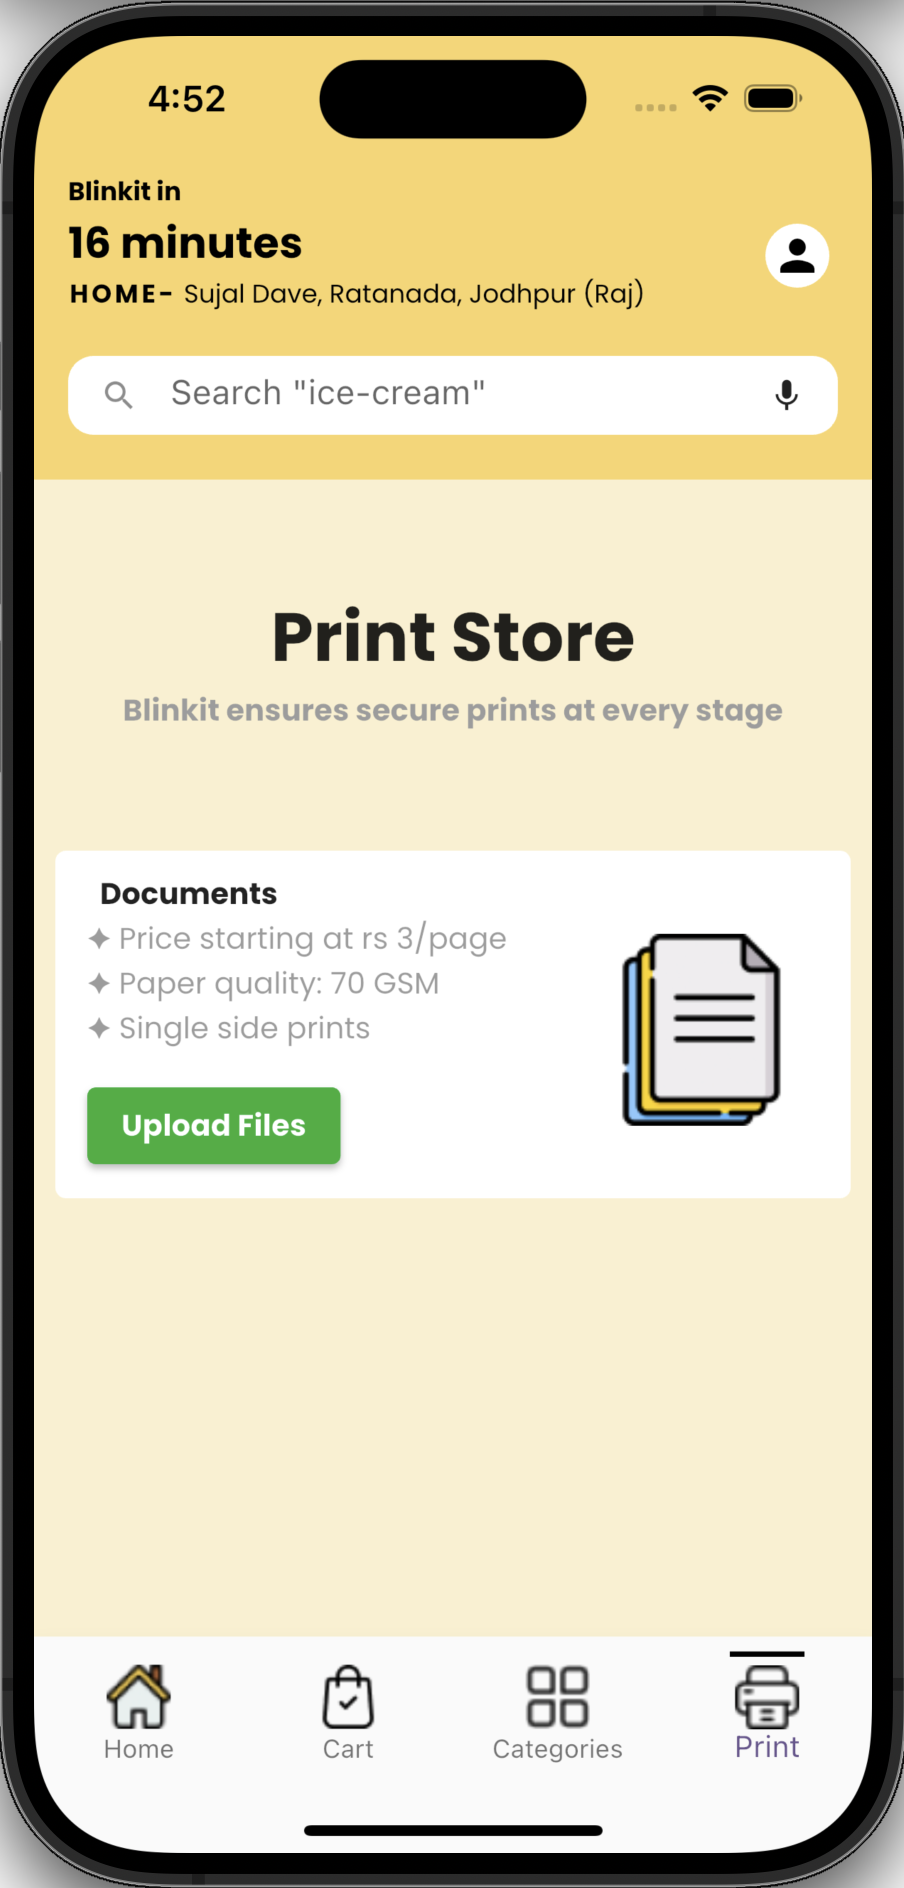 4:52
Blinkit in
16 minutes
HOME- Sujal Dave, Ratanada, Jodhpur (Raj)
Search "ice-cream"
Print Store
Blinkit ensures secure prints at every stage
Documents
✦ Price starting at rs 3/page
✦ Paper quality: 70 GSM
✦ Single side prints
Upload Files
Home Cart Categories Print